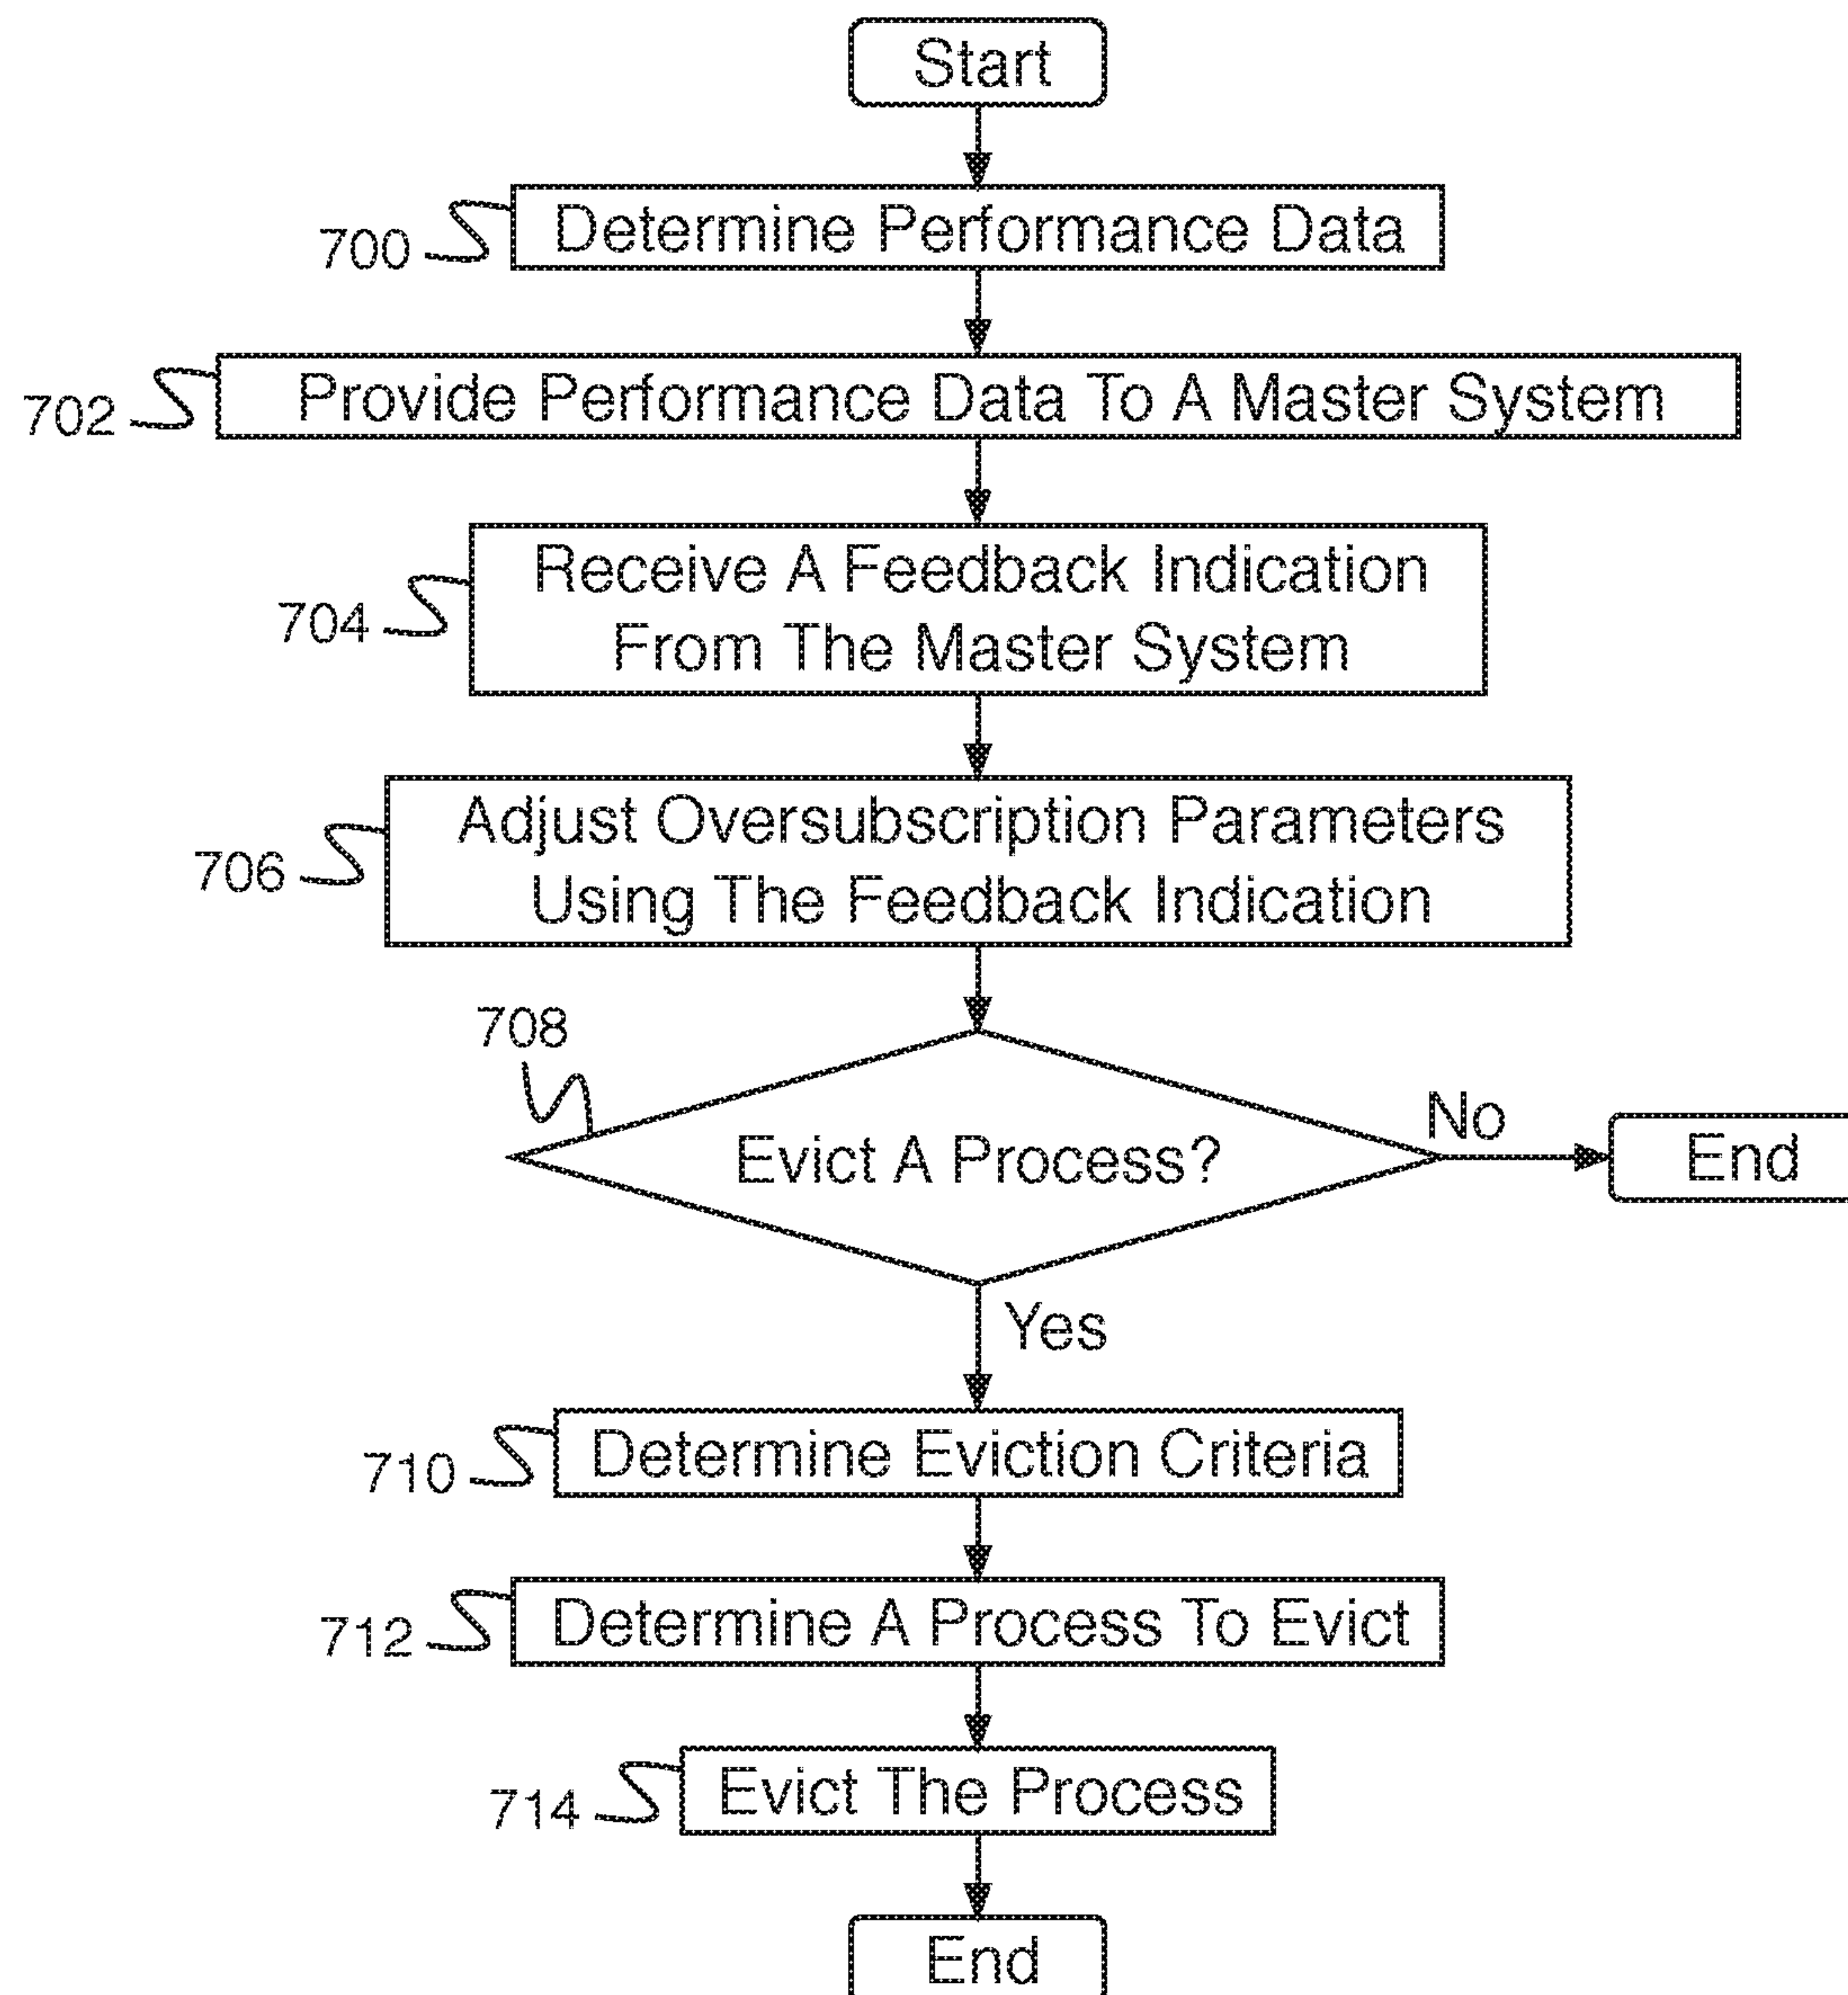 Start
700
Determine Performance Data
702
Provide Performance Data To A Master System
704
Receive A Feedback Indication
From The Master System
706
Adjust Oversubscription Parameters
Using The Feedback Indication
708
Evict A Process?
No
End
Yes
710
Determine Eviction Criteria
712
Determine A Process To Evict
714
Evict The Process
End